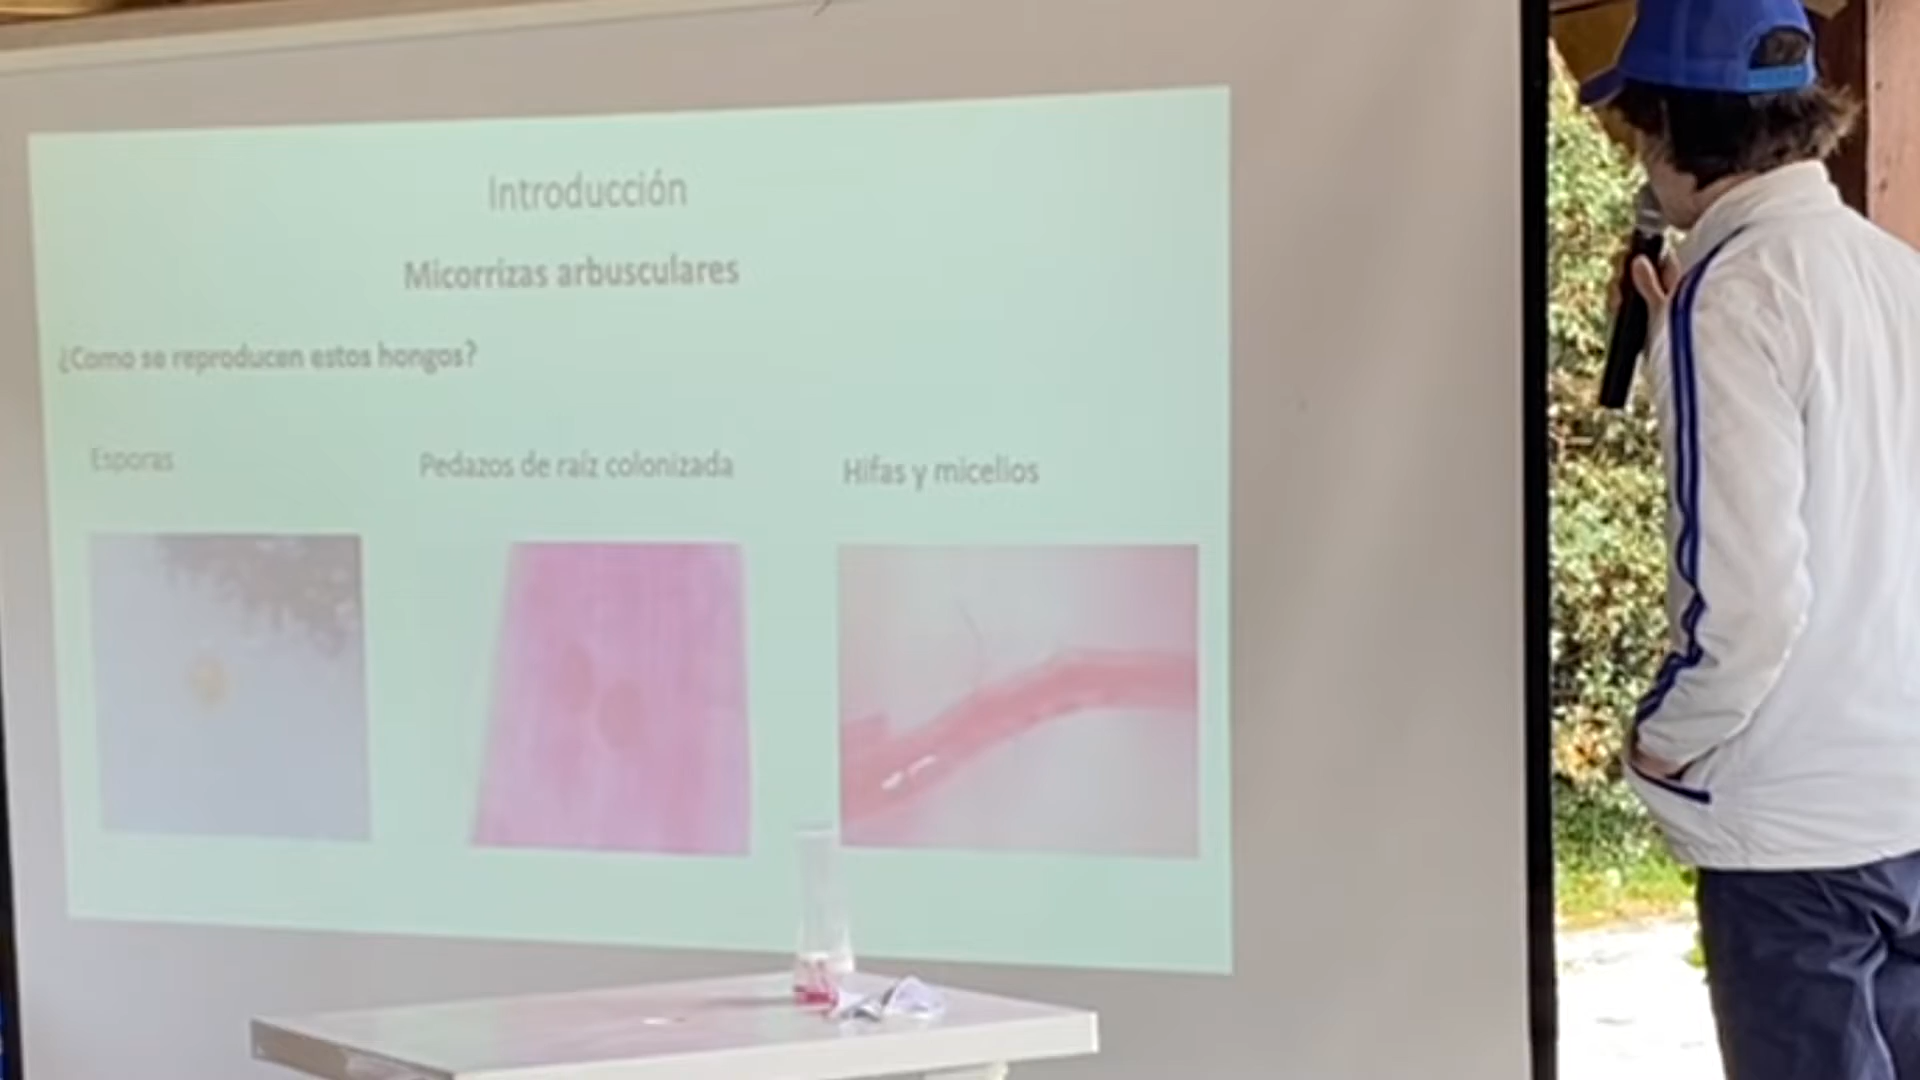 Introducción
Micorrizas arbusculares
¿Como se reproducen estos hongos?
Esporas
Pedazos de raíz colonizada
Hifas y micelios